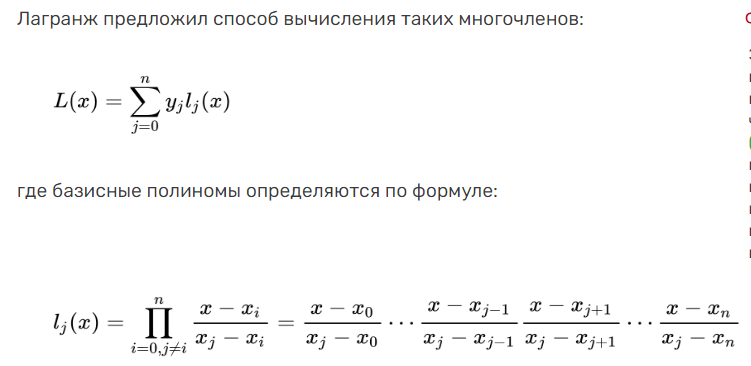 Лагранж предложил способ вычисления таких многочленов:
L(x) = \sum_{j=0}^{n} y_j l_j(x)
где базисные полиномы определяются по формуле:
l_j(x) = \prod_{i=0, j \neq i}^{n} \frac{x - x_i}{x_j - x_i} = \frac{x - x_0}{x_j - x_0} \cdots \frac{x - x_{j-1}}{x_j - x_{j-1}} \frac{x - x_{j+1}}{x_j - x_{j+1}} \cdots \frac{x - x_n}{x_j - x_n}